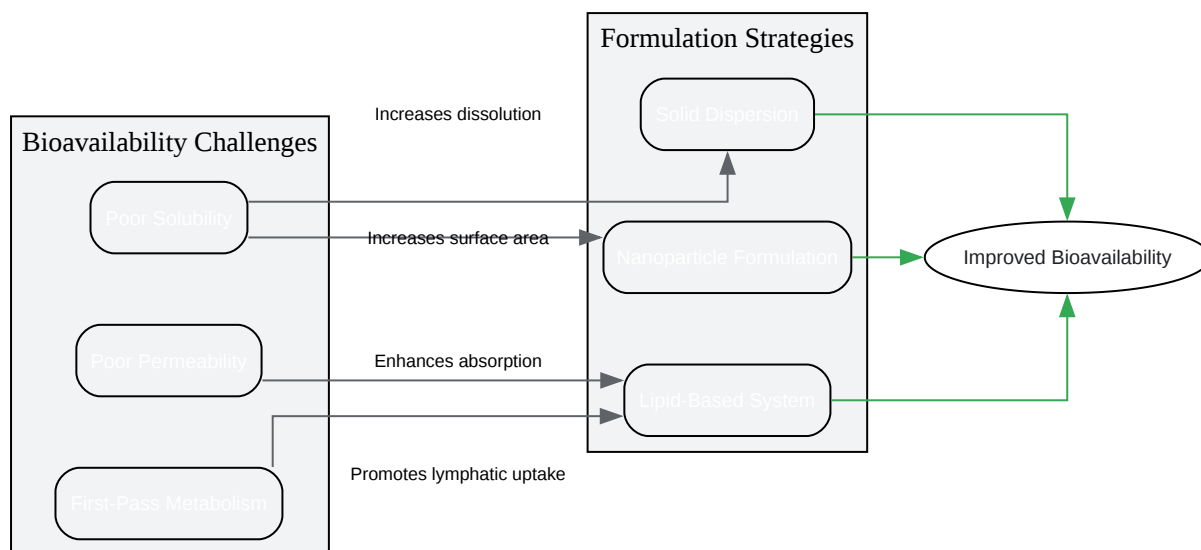 Formulation Strategies
Solid Dispersion
Increases dissolution
Bioavailability Challenges
Poor Solubility
Increases surface area
Nanoparticle Formulation
Improved Bioavailability
Poor Permeability
Enhances absorption
Lipid-Based System
Promotes lymphatic uptake
First-Pass Metabolism